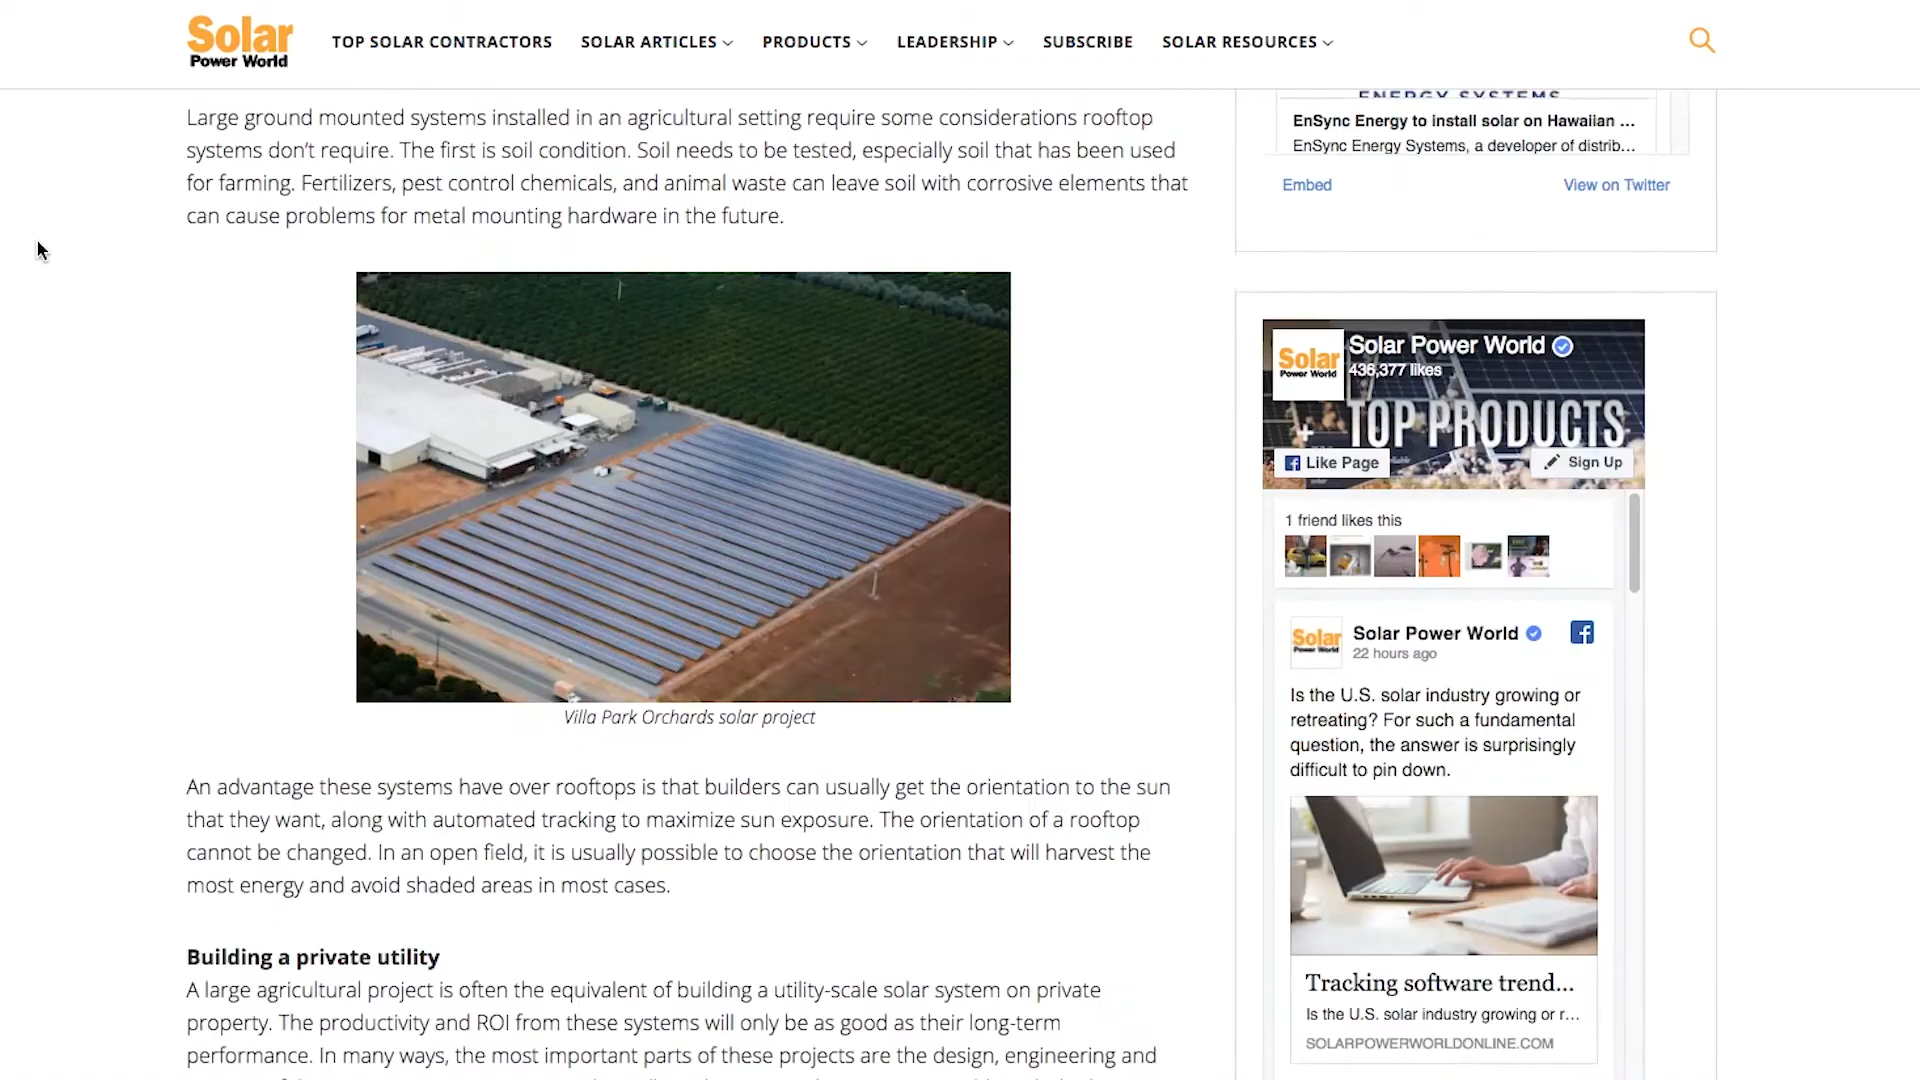 Solar
Power World
TOP SOLAR CONTRACTORS
SOLAR ARTICLES
PRODUCTS
LEADERSHIP
SUBSCRIBE
SOLAR RESOURCES
Large ground mounted systems installed in an agricultural setting require some considerations rooftop
systems don’t require. The first is soil condition. Soil needs to be tested, especially soil that has been used
for farming. Fertilizers, pest control chemicals, and animal waste can leave soil with corrosive elements that
can cause problems for metal mounting hardware in the future.
Villa Park Orchards solar project
An advantage these systems have over rooftops is that builders can usually get the orientation to the sun
that they want, along with automated tracking to maximize sun exposure. The orientation of a rooftop
cannot be changed. In an open field, it is usually possible to choose the orientation that will harvest the
most energy and avoid shaded areas in most cases.
Building a private utility
A large agricultural project is often the equivalent of building a utility-scale solar system on private
property. The productivity and ROI from these systems will only be as good as their long-term
performance. In many ways, the most important parts of these projects are the design, engineering and
ENERGY SYSTEMS
EnSync Energy to install solar on Hawaiian ...
EnSync Energy Systems, a developer of distrib...
Embed
View on Twitter
Solar
Power World
Solar Power World
436,377 likes
TOP PRODUCTS
Like Page
Sign Up
1 friend likes this
Solar
Power World
Solar Power World
22 hours ago
Is the U.S. solar industry growing or
retreating? For such a fundamental
question, the answer is surprisingly
difficult to pin down.
Tracking software trend...
Is the U.S. solar industry growing or r...
SOLARPOWERWORLDONLINE.COM